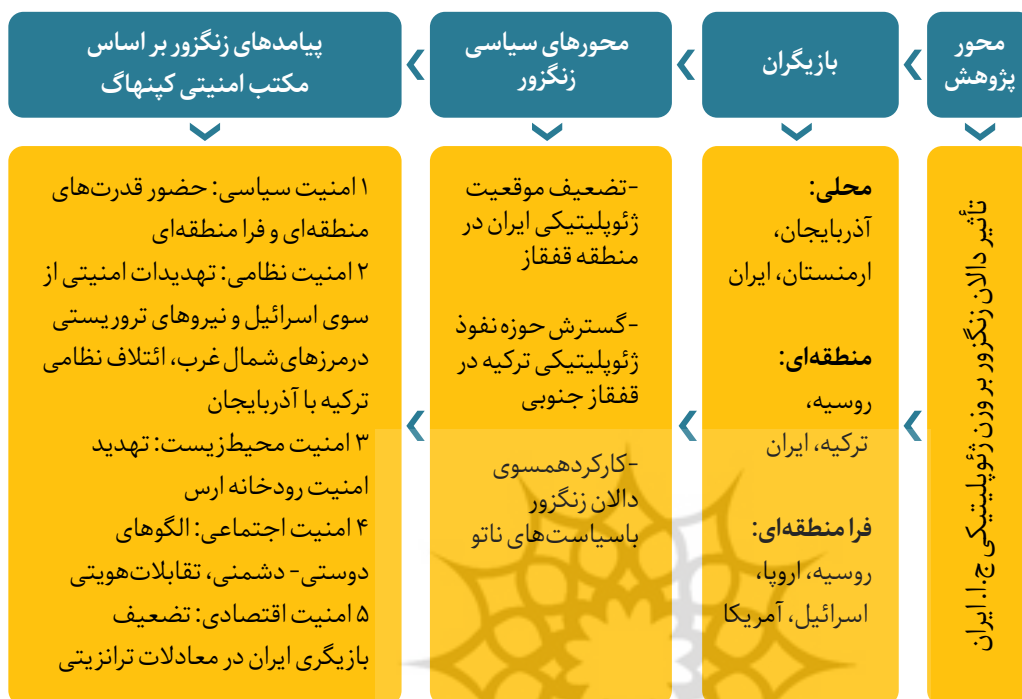 محور
پژوهش
بازیگران
محورهای سیاسی
زنگزور
پیامدهای زنگزور بر اساس
مکتب امنیتی کپنهاگ
تأثیر دالان زنگزور بر وزن ژئوپلیتیکی ج.ا. ایران
محلی:
آذربایجان،
ارمنستان، ایران
منطقه‌ای:
روسیه،
ترکیه، ایران
فرا منطقه‌ای:
روسیه، اروپا،
اسرائیل، آمریکا
-تضعیف موقعیت
ژئوپلیتیکی ایران در
منطقه قفقاز
-گسترش حوزه نفوذ
ژئوپلیتیکی ترکیه در
قفقاز جنوبی
-کارکردهمسوی
دالان زنگزور
باسیاست‌های ناتو
۱ امنیت سیاسی: حضور قدرت‌های
منطقه‌ای و فرا منطقه‌ای
۲ امنیت نظامی: تهدیدات امنیتی از
سوی اسرائیل و نیروهای تروریستی
درمرزهای شمال غرب، ائتلاف نظامی
ترکیه با آذربایجان
۳ امنیت محیط‌زیست: تهدید
امنیت رودخانه ارس
۴ امنیت اجتماعی: الگوهای
دوستی- دشمنی، تقابلات‌هویتی
۵ امنیت اقتصادی: تضعیف
بازیگری ایران در معادلات ترانزیتی